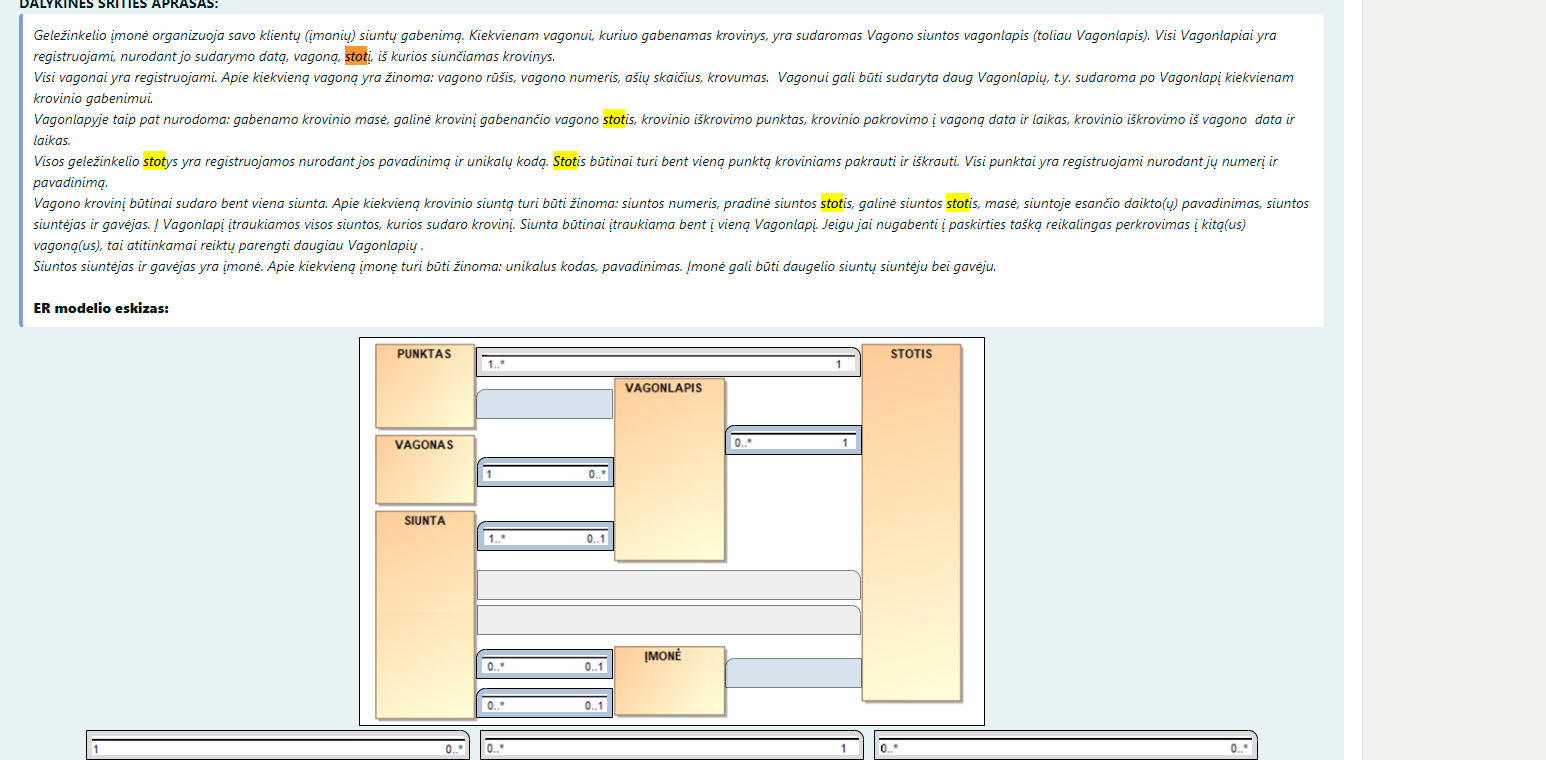 DALYKINĖS SRITIES APRAŠAS:
Geležinkelio įmonė organizuoja savo klientų (įmonių) siuntų gabenimą. Kiekvienam vagonui, kuriuo gabenamas krovinys, yra sudaromas Vagono siuntos vagonlapis (toliau Vagonlapis). Visi Vagonlapiai yra
registruojami, nurodant jo sudarymo datą, vagoną, stotį, iš kurios siunčiamas krovinys.
Visi vagonai yra registruojami. Apie kiekvieną vagoną yra žinoma: vagono rūšis, vagono numeris, ašių skaičius, krovumas. Vagonui gali būti sudaryta daug Vagonlapių, t.y. sudaroma po Vagonlapį kiekvienam
krovinio gabenimui.
Vagonlapyje taip pat nurodoma: gabenamo krovinio masė, galinė krovinį gabenančio vagono stotis, krovinio iškrovimo punktas, krovinio pakrovimo į vagoną data ir laikas, krovinio iškrovimo iš vagono data ir
laikas.
Visos geležinkelio stotys yra registruojamos nurodant jos pavadinimą ir unikalų kodą. Stotis būtinai turi bent vieną punktą kroviniams pakrauti ir iškrauti. Visi punktai yra registruojami nurodant jų numerį ir
pavadinimą.
Vagono krovinį būtinai sudaro bent viena siunta. Apie kiekvieną krovinio siuntą turi būti žinoma: siuntos numeris, pradinė siuntos stotis, galinė siuntos stotis, masė, siuntoje esančio daikto(ų) pavadinimas, siuntos
siuntėjas ir gavėjas. Į Vagonlapį įtraukiamos visos siuntos, kurios sudaro krovinį. Siunta būtinai įtraukiama bent į vieną Vagonlapį. Jeigu jai nugabenti į paskirties tašką reikalingas perkrovimas į kitą(us)
vagoną(us), tai atitinkamai reiktų parengti daugiau Vagonlapių .
Siuntos siuntėjas ir gavėjas yra įmonė. Apie kiekvieną įmonę turi būti žinoma: unikalus kodas, pavadinimas. Įmonė gali būti daugelio siuntų siuntėju bei gavėju.
ER modelio eskizas:
PUNKTAS
STOTIS
1..* 1
VAGONLAPIS
VAGONAS
0..* 1
1 0..*
SIUNTA
1..* 0..1
ĮMONĖ
0..* 0..1
0..* 0..1
1 0..*
0..* 1
0..* 0..*